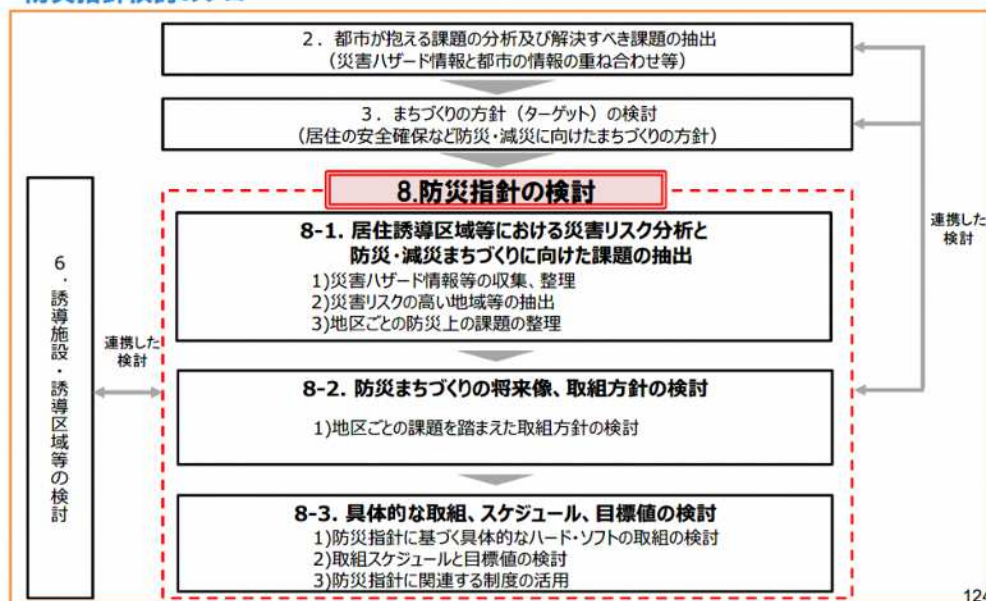 ２．都市が抱える課題の分析及び解決すべき課題の抽出
（災害ハザード情報と都市の情報の重ね合わせ等）
３．まちづくりの方針（ターゲット）の検討
（居住の安全確保など防災・減災に向けたまちづくりの方針）
8.防災指針の検討
8-1. 居住誘導区域等における災害リスク分析と
防災・減災まちづくりに向けた課題の抽出
1)災害ハザード情報等の収集、整理
2)災害リスクの高い地域等の抽出
3)地区ごとの防災上の課題の整理
連携した
検討
６．誘導施設・誘導区域等の検討
連携した
検討
8-2. 防災まちづくりの将来像、取組方針の検討
1)地区ごとの課題を踏まえた取組方針の検討
8-3. 具体的な取組、スケジュール、目標値の検討
1)防災指針に基づく具体的なハード・ソフトの取組の検討
2)取組スケジュールと目標値の検討
3)防災指針に関連する制度の活用
124